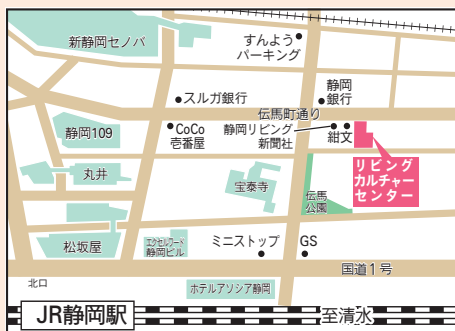 新静岡セノバ
すんよう
パーキング
スルガ銀行
静岡
銀行
伝馬町通り
静岡109
CoCo
壱番屋
静岡リビング
新聞社
紺文
リビング
カルチャー
センター
丸井
宝泰寺
伝馬
公園
松坂屋
エクセルワード
静岡ビル
ミニストップ
GS
国道1号
北口
ホテルアソシア静岡
JR静岡駅
至清水